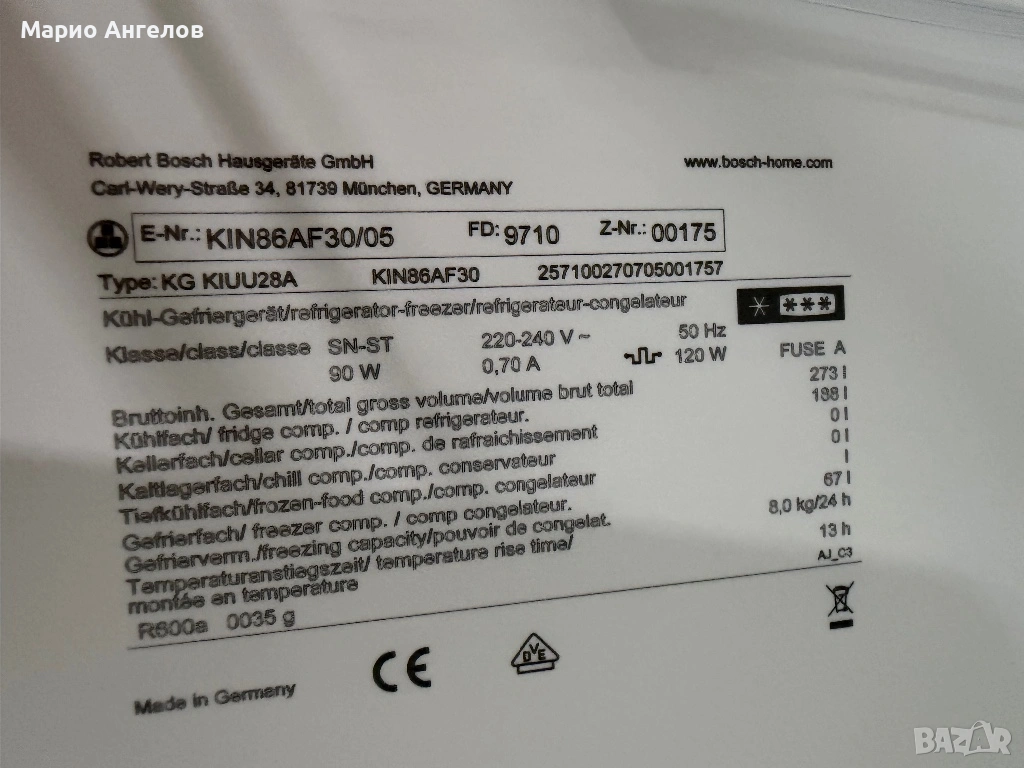 Марио Ангелов
Robert Bosch Hausgeräte GmbH www.bosch-home.com
Carl-Wery-Straße 34, 81739 München, GERMANY
E-Nr.: KIN86AF30/05 FD: 9710 Z-Nr.: 00175
Type: KG KIUU28A KIN86AF30 257100270705001757
Kühl-Gefriergerät/refrigerator-freezer/refrigerateur-congelateur
Klasse/class/classe SN-ST 220-240 V ~ 50 Hz
90 W 0,70 A 120 W FUSE A
Bruttoinh. Gesamt/total gross volume/volume brut total 273 l
Kühlfach/ fridge comp. / comp refrigerateur. 188 l
Kellerfach/cellar comp./comp. de rafraichissement 0 l
Kaltlagerfach/chill comp./comp. conservateur 0 l
Tiefkühlfach/frozen-food comp./comp. congelateur l
Gefrierfach/ freezer comp. / comp congelateur. 67 l
Gefrierverm./freezing capacity/pouvoir de congelat. 8,0 kg/24 h
Temperaturanstiegszeit/ temperature rise time/ 13 h
montée en temperature AJ_C3
R600a 0035 g
CE
DVE
Made in Germany
BAZAR